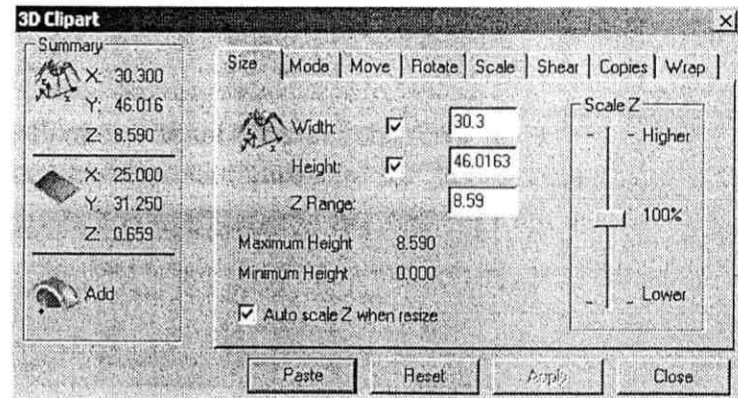 3D Clipart
Summary
X: 30.300
Y: 46.016
Z: 8.590
X: 25.000
Y: 31.250
Z: 0.659
Add
Size Mode Move Rotate Scale Shear Copies Wrap
Width: 30.3
Height: 46.0163
Z Range: 8.59
Maximum Height 8.590
Minimum Height 0.000
Auto scale Z when resize
Scale Z
Higher
100%
Lower
Paste Reset Apply Close